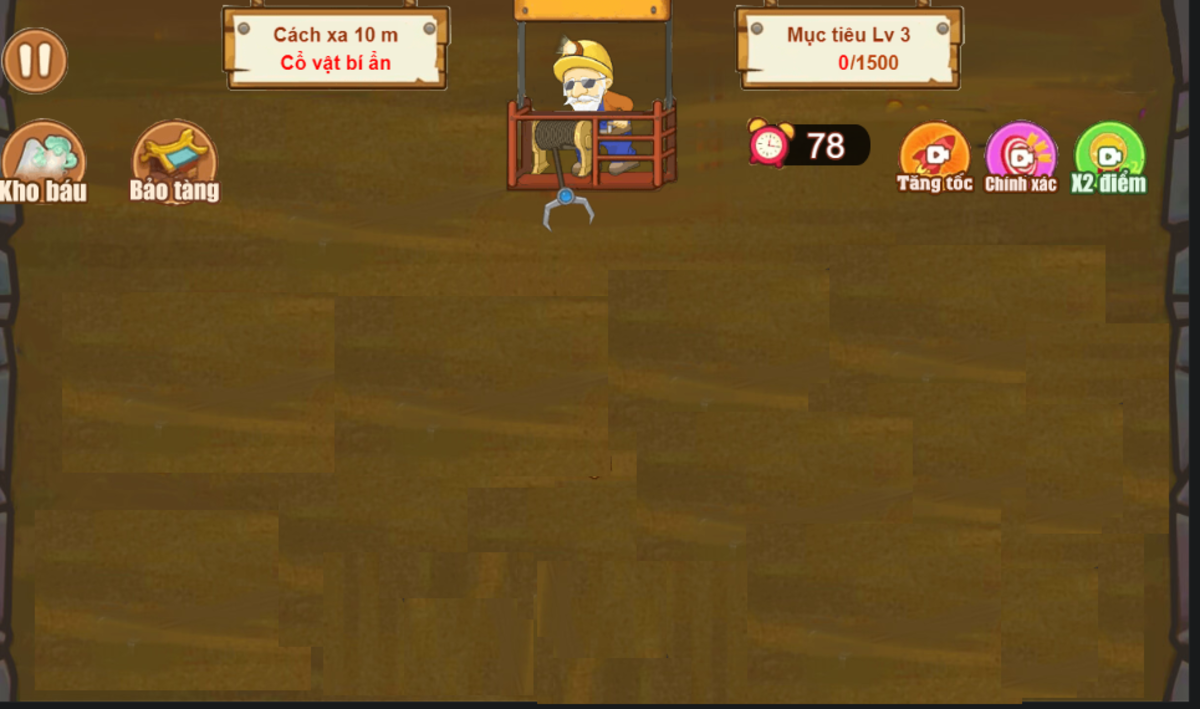 Cách xa 10 m
Cổ vật bí ẩn
Mục tiêu Lv 3
0/1500
78
Kho báu
Bảo tàng
Tăng tốc
Chính xác
X2 điểm